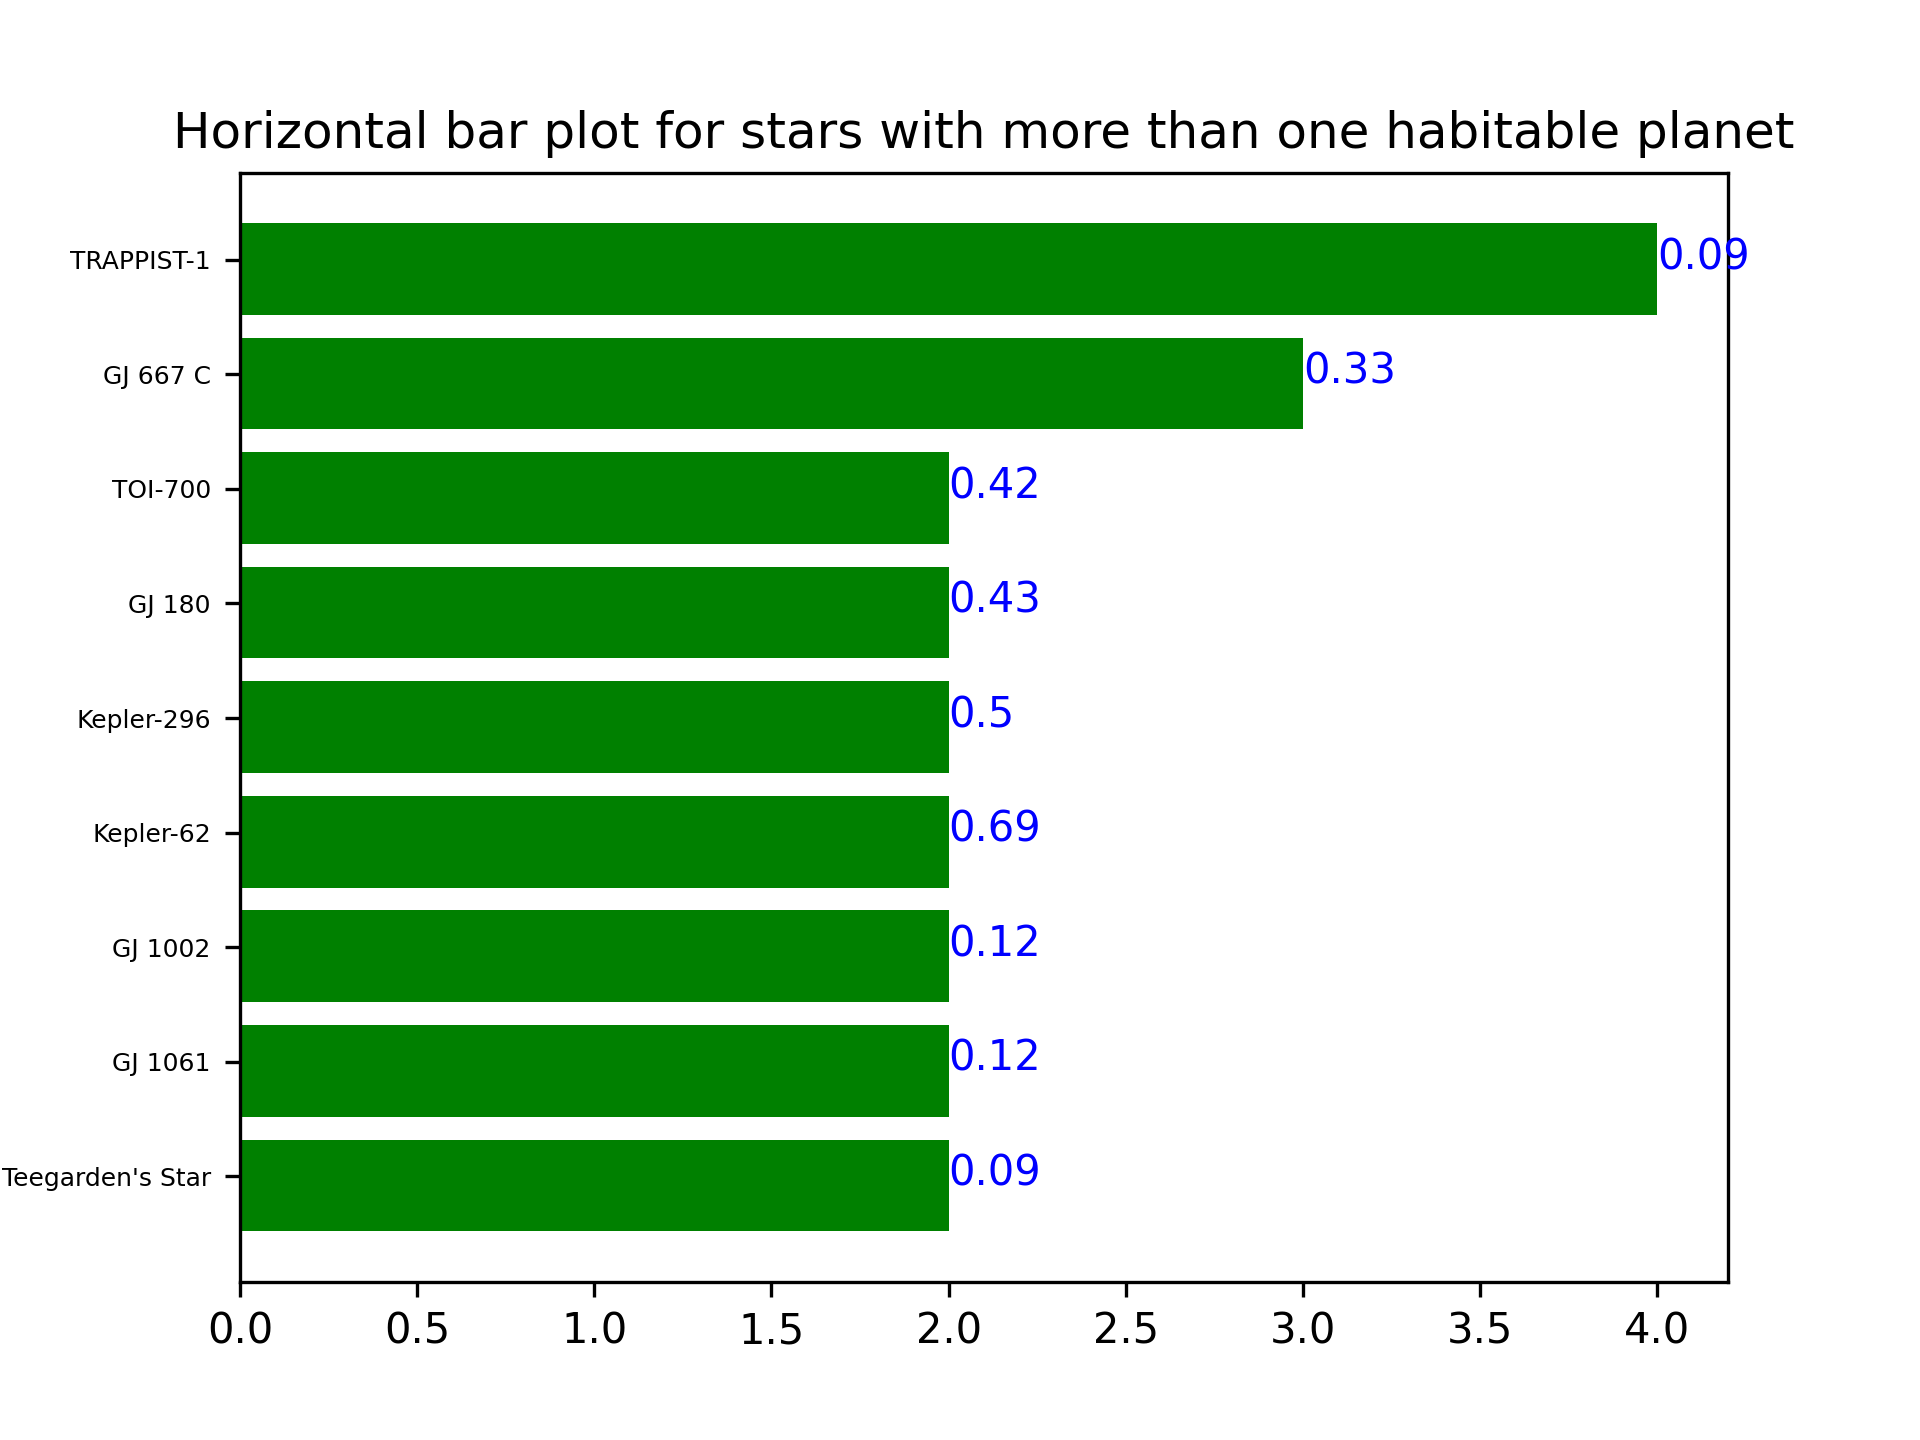 Horizontal bar plot for stars with more than one habitable planet
TRAPPIST-1 0.09
GJ 667 C 0.33
TOI-700 0.42
GJ 180 0.43
Kepler-296 0.5
Kepler-62 0.69
GJ 1002 0.12
GJ 1061 0.12
Teegarden's Star 0.09
0.0 0.5 1.0 1.5 2.0 2.5 3.0 3.5 4.0